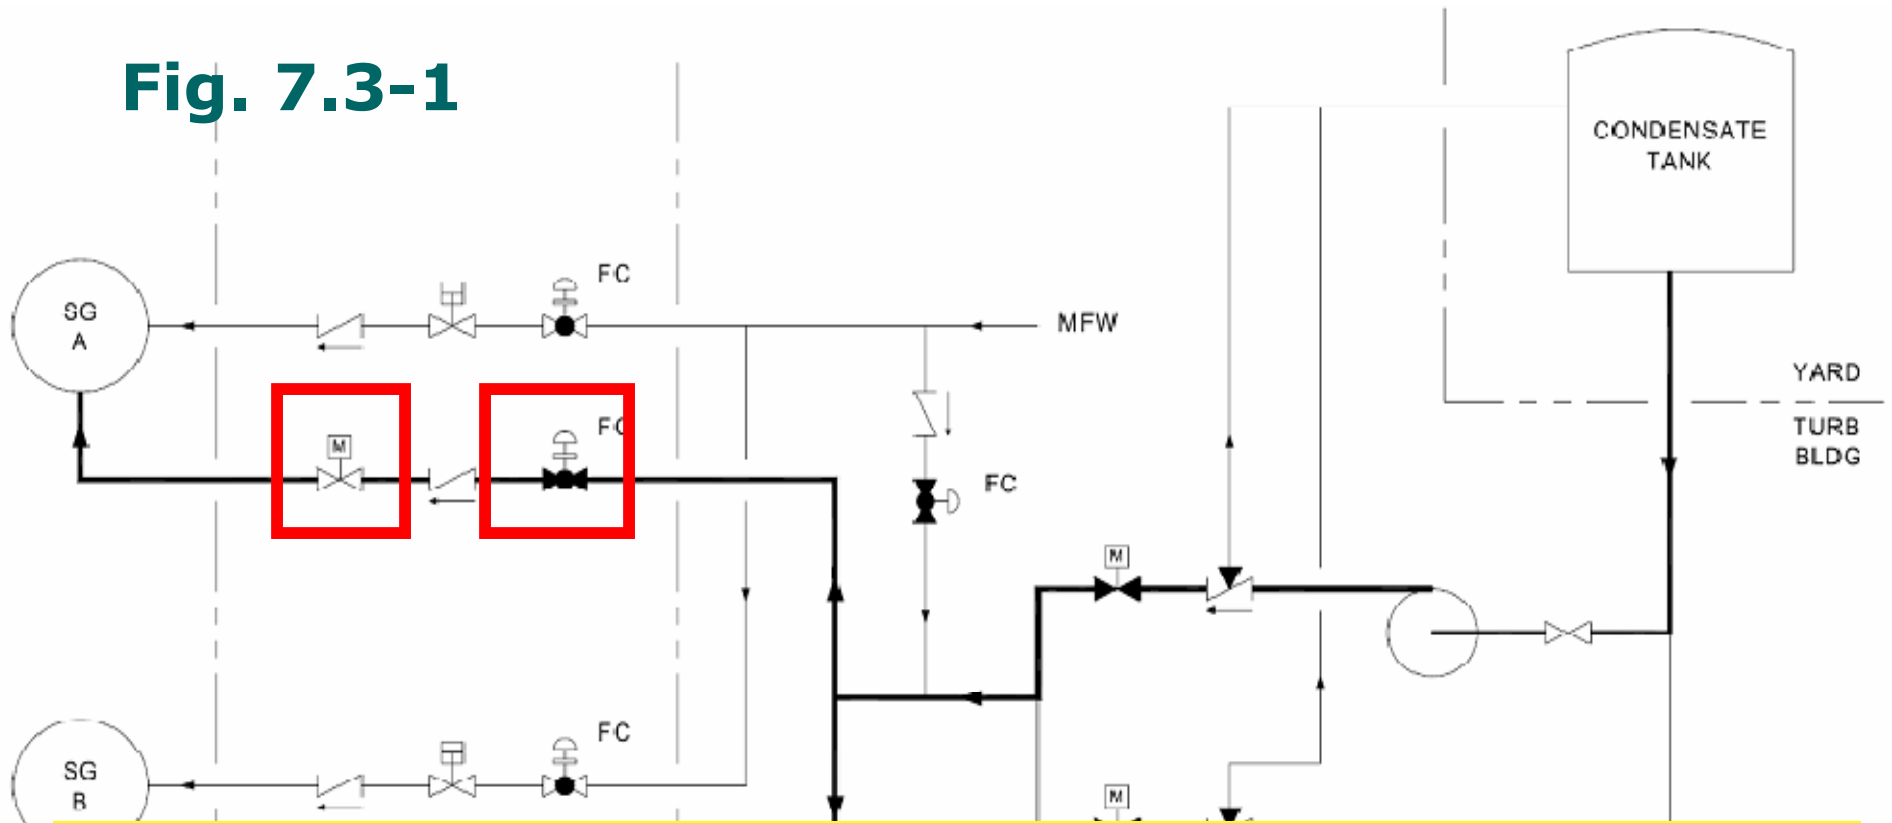 Fig. 7.3-1
CONDENSATE
TANK
FC
SG
A
MFW
YARD
FC
M
TURB
BLDG
FC
M
FC
SG
B
M